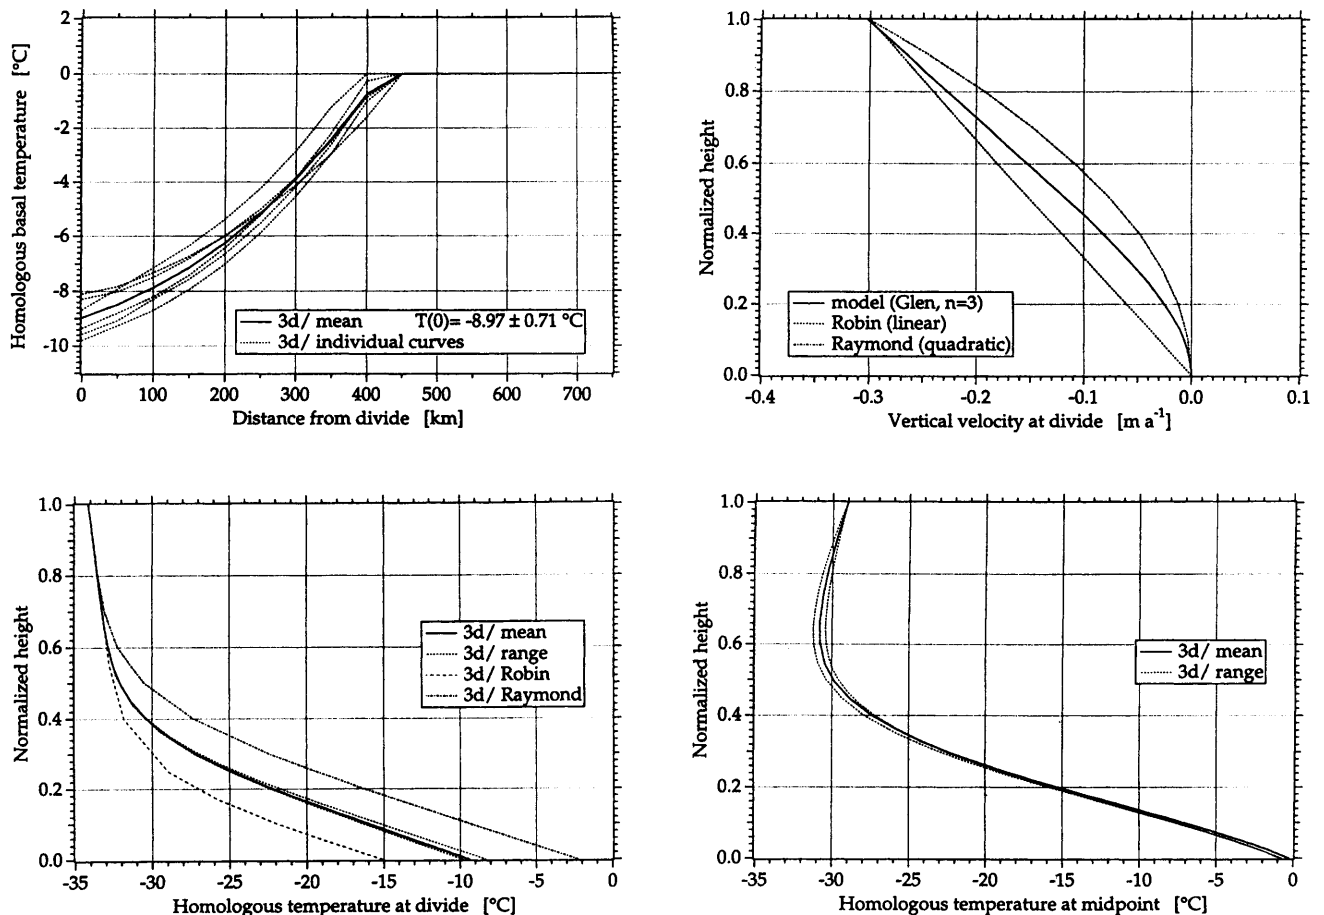 Homologous basal temperature [°C]
2
0
-2
-4
-6
-8
-10
3d/ mean T(0)= -8.97 ± 0.71 °C
3d/ individual curves
0 100 200 300 400 500 600 700
Distance from divide [km]
Normalized height
1.0
0.8
0.6
0.4
0.2
0.0
model (Glen, n=3)
Robin (linear)
Raymond (quadratic)
-0.4 -0.3 -0.2 -0.1 0.0 0.1
Vertical velocity at divide [m a⁻¹]
Normalized height
1.0
0.8
0.6
0.4
0.2
0.0
3d/ mean
3d/ range
3d/ Robin
3d/ Raymond
-35 -30 -25 -20 -15 -10 -5 0
Homologous temperature at divide [°C]
Normalized height
1.0
0.8
0.6
0.4
0.2
0.0
3d/ mean
3d/ range
-35 -30 -25 -20 -15 -10 -5 0
Homologous temperature at midpoint [°C]